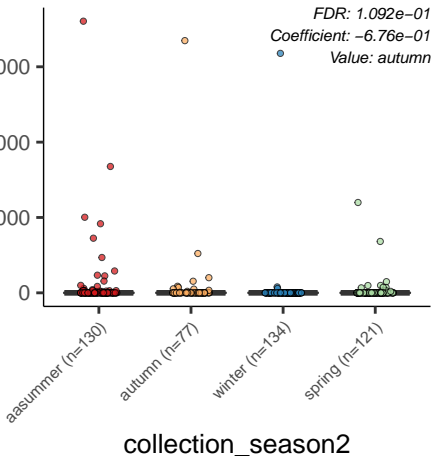 FDR: 1.092e−01
Coefficient: −6.76e−01
Value: autumn
000
000
000
0
aasummer (n=130)
autumn (n=77)
winter (n=134)
spring (n=121)
collection_season2